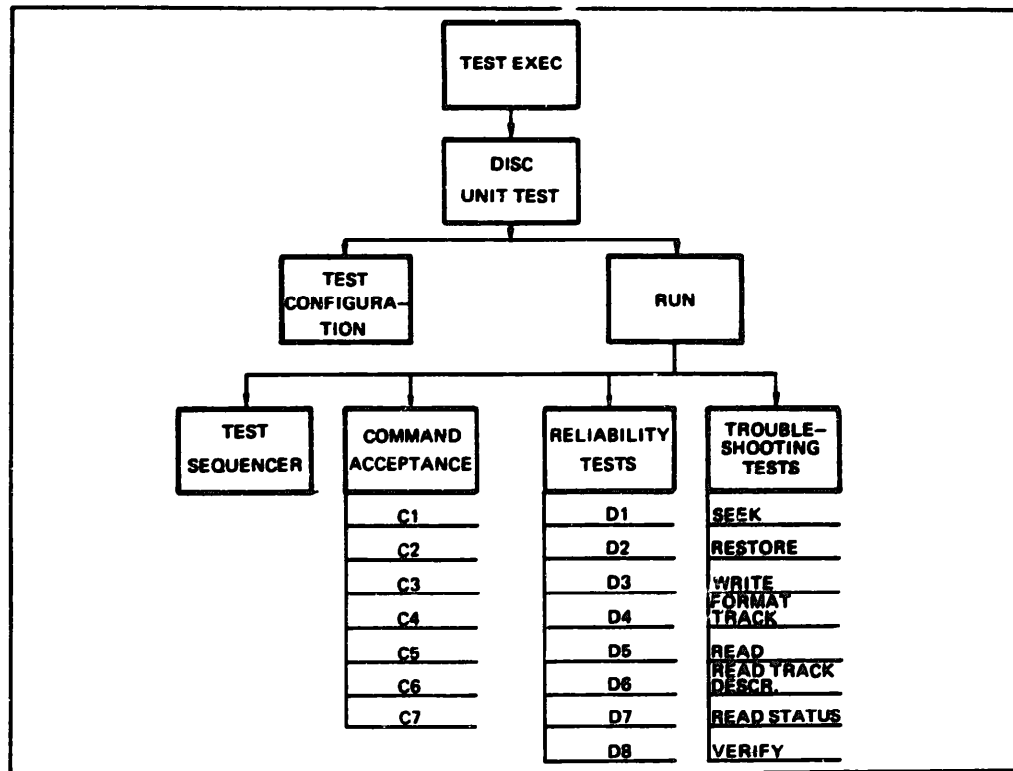 TEST EXEC
DISC
UNIT TEST
TEST
CONFIGURA-
TION
RUN
TEST
SEQUENCER
COMMAND
ACCEPTANCE
RELIABILITY
TESTS
TROUBLE-
SHOOTING
TESTS
C1
C2
C3
C4
C5
C6
C7
D1
D2
D3
D4
D5
D6
D7
D8
SEEK
RESTORE
WRITE
FORMAT
TRACK
READ
READ TRACK
DESCR.
READ STATUS
VERIFY